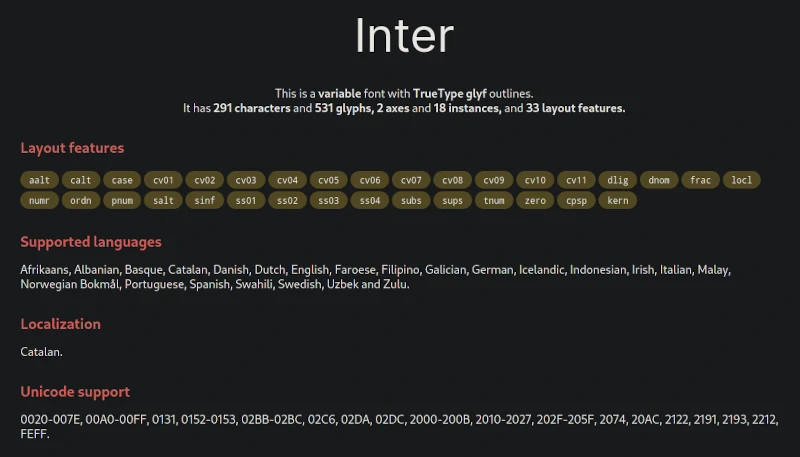 Inter
This is a variable font with TrueType glyf outlines.
It has 291 characters and 531 glyphs, 2 axes and 18 instances, and 33 layout features.
Layout features
aalt calt case cv01 cv02 cv03 cv04 cv05 cv06 cv07 cv08 cv09 cv10 cv11 dlig dnom frac locl
numr ordn pnum salt sinf ss01 ss02 ss03 ss04 subs sups tnum zero cpsp kern
Supported languages
Afrikaans, Albanian, Basque, Catalan, Danish, Dutch, English, Faroese, Filipino, Galician, German, Icelandic, Indonesian, Irish, Italian, Malay,
Norwegian Bokmål, Portuguese, Spanish, Swahili, Swedish, Uzbek and Zulu.
Localization
Catalan.
Unicode support
0020-007E, 00A0-00FF, 0131, 0152-0153, 02BB-02BC, 02C6, 02DA, 02DC, 2000-200B, 2010-2027, 202F-205F, 2074, 20AC, 2122, 2191, 2193, 2212,
FEFF.